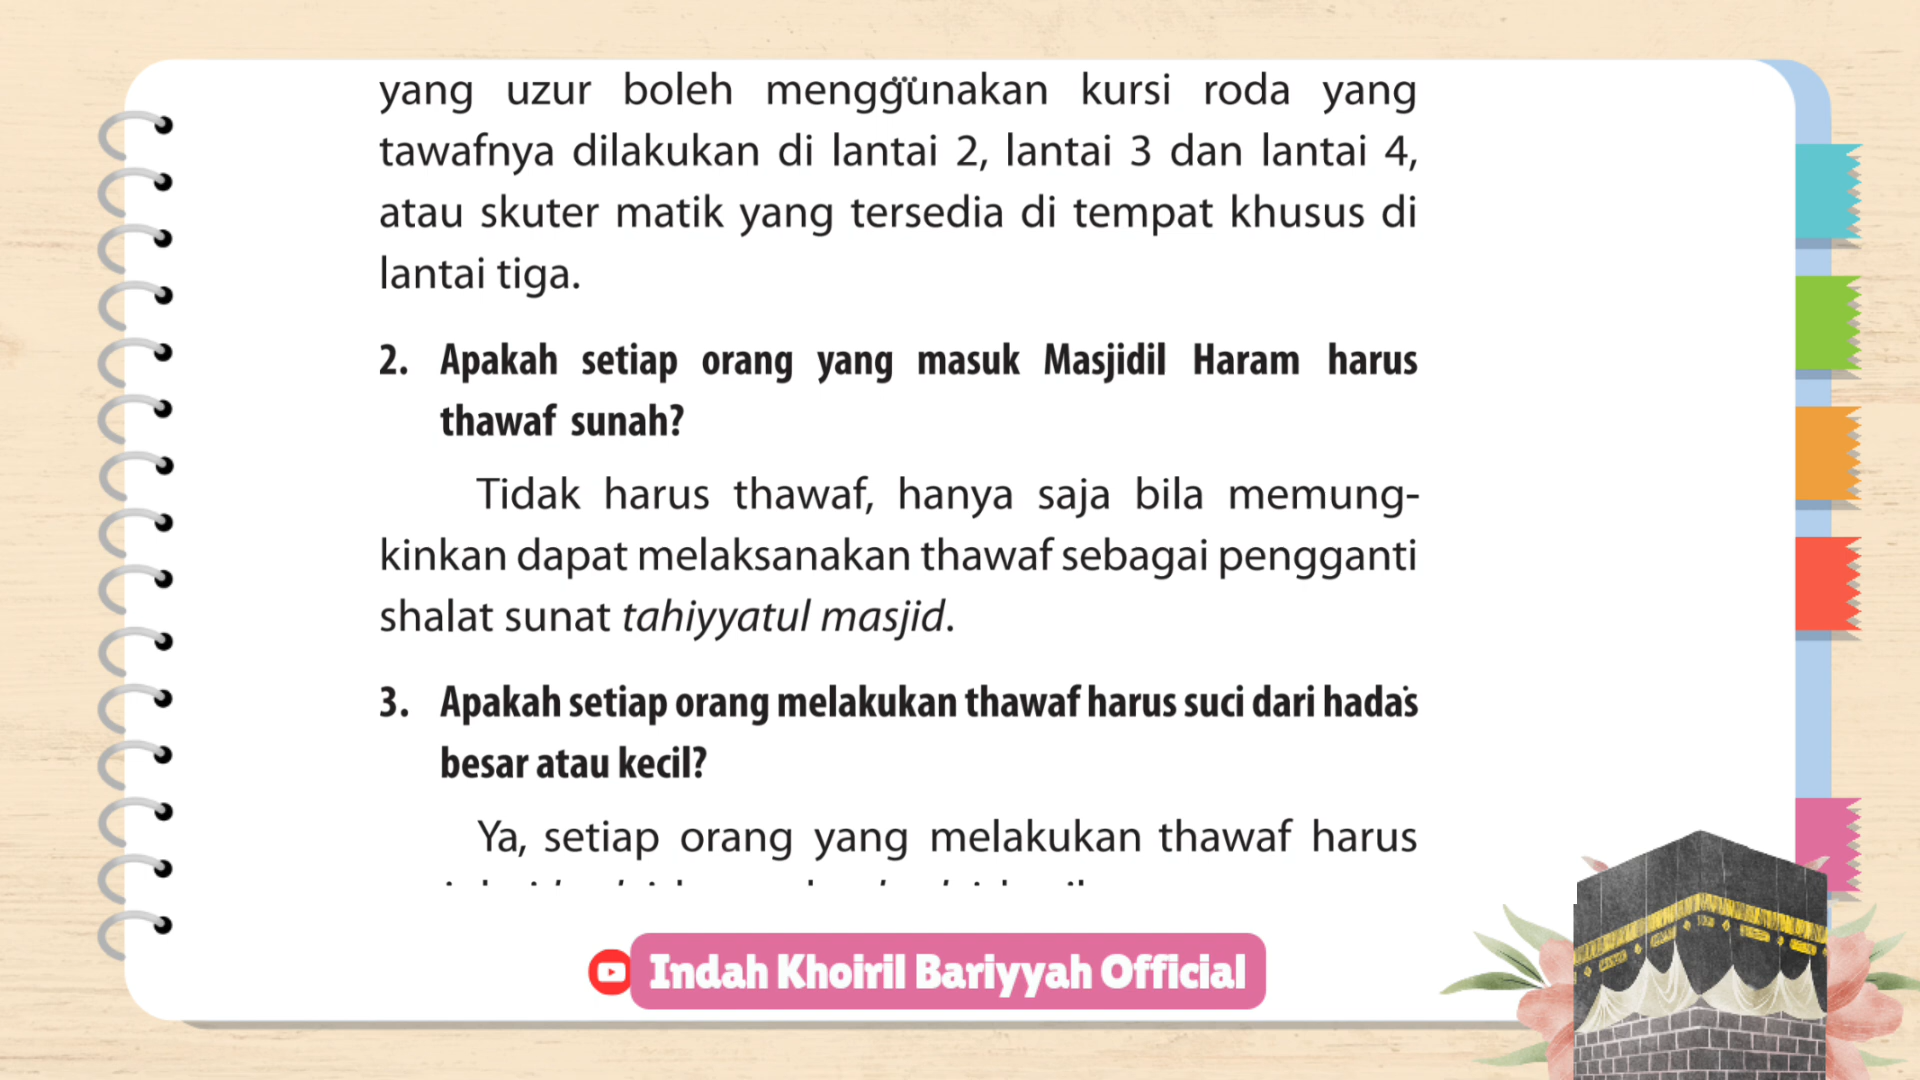 yang uzur boleh menggunakan kursi roda yang
tawafnya dilakukan di lantai 2, lantai 3 dan lantai 4,
atau skuter matik yang tersedia di tempat khusus di
lantai tiga.
2. Apakah setiap orang yang masuk Masjidil Haram harus
thawaf sunah?
Tidak harus thawaf, hanya saja bila memung-
kinkan dapat melaksanakan thawaf sebagai pengganti
shalat sunat tahiyyatul masjid.
3. Apakah setiap orang melakukan thawaf harus suci dari hadaṡ
besar atau kecil?
Ya, setiap orang yang melakukan thawaf harus
Indah Khoiril Bariyyah Official